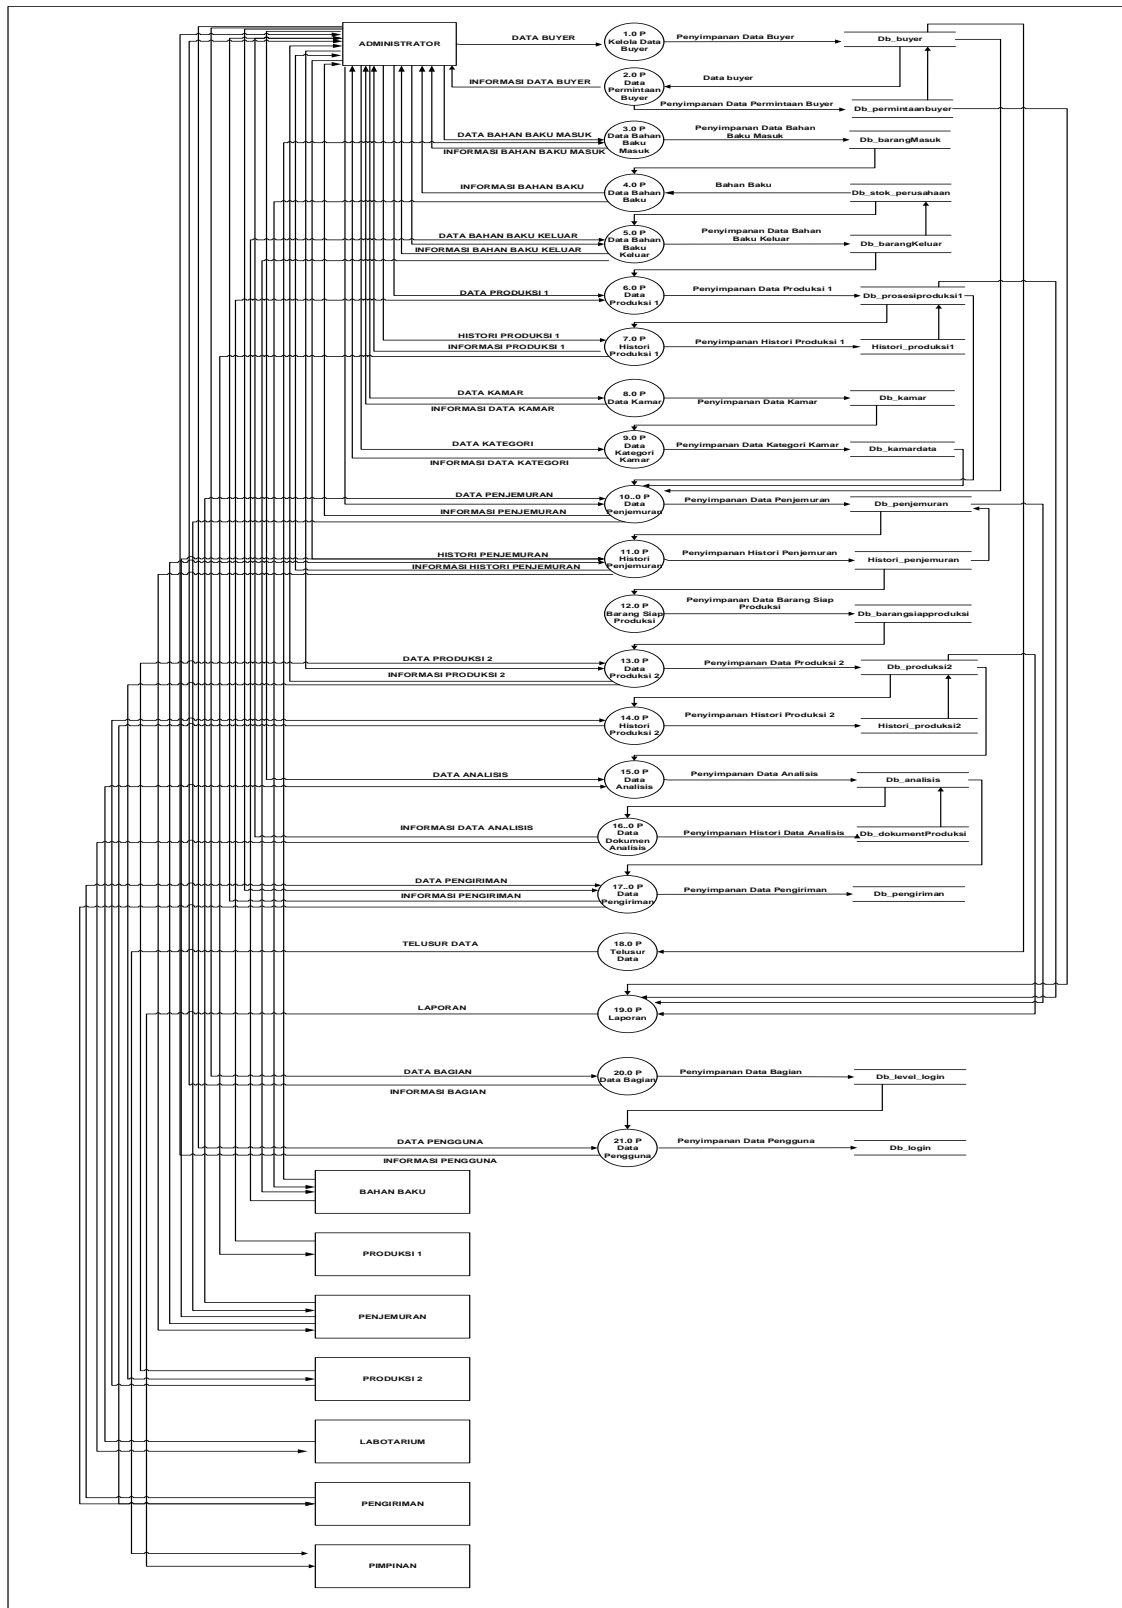 ADMINISTRATOR
DATA BUYER
1.0 P
Kelola Data
Buyer
Penyimpanan Data Buyer
Db_buyer
INFORMASI DATA BUYER
2.0 P
Data
Permintaan
Buyer
Data buyer
Penyimpanan Data Permintaan Buyer
Db_permintaanbuyer
DATA BAHAN BAKU MASUK
INFORMASI BAHAN BAKU MASUK
3.0 P
Data Bahan
Baku
Masuk
Penyimpanan Data Bahan
Baku Masuk
Db_barangMasuk
INFORMASI BAHAN BAKU
4.0 P
Data Bahan
Baku
Bahan Baku
Db_stok_perusahaan
DATA BAHAN BAKU KELUAR
INFORMASI BAHAN BAKU KELUAR
5.0 P
Data Bahan
Baku
Keluar
Penyimpanan Data Bahan
Baku Keluar
Db_barangKeluar
DATA PRODUKSI 1
6.0 P
Data
Produksi 1
Penyimpanan Data Produksi 1
Db_prosesiproduksi1
HISTORI PRODUKSI 1
INFORMASI PRODUKSI 1
7.0 P
Histori
Produksi 1
Penyimpanan Histori Produksi 1
Histori_produksi1
DATA KAMAR
INFORMASI DATA KAMAR
8.0 P
Data Kamar
Penyimpanan Data Kamar
Db_kamar
DATA KATEGORI
INFORMASI DATA KATEGORI
9.0 P
Data
Kategori
Kamar
Penyimpanan Data Kategori Kamar
Db_kamardata
DATA PENJEMURAN
INFORMASI PENJEMURAN
10..0 P
Data
Penjemuran
Penyimpanan Data Penjemuran
Db_penjemuran
HISTORI PENJEMURAN
INFORMASI HISTORI PENJEMURAN
11.0 P
Histori
Penjemuran
Penyimpanan Histori Penjemuran
Histori_penjemuran
12.0 P
Barang Siap
Produksi
Penyimpanan Data Barang Siap
Produksi
Db_barangsiapproduksi
DATA PRODUKSI 2
INFORMASI PRODUKSI 2
13.0 P
Data
Produksi 2
Penyimpanan Data Produksi 2
Db_produksi2
14.0 P
Histori
Produksi 2
Penyimpanan Histori Produksi 2
Histori_produksi2
DATA ANALISIS
15.0 P
Data
Analisis
Penyimpanan Data Analisis
Db_analisis
INFORMASI DATA ANALISIS
16..0 P
Data
Dokumen
Analisis
Penyimpanan Histori Data Analisis
Db_dokumentProduksi
DATA PENGIRIMAN
INFORMASI PENGIRIMAN
17..0 P
Data
Pengiriman
Penyimpanan Data Pengiriman
Db_pengiriman
TELUSUR DATA
18.0 P
Telusur
Data
LAPORAN
19.0 P
Laporan
DATA BAGIAN
INFORMASI BAGIAN
20.0 P
Data Bagian
Penyimpanan Data Bagian
Db_level_login
DATA PENGGUNA
INFORMASI PENGGUNA
21.0 P
Data
Pengguna
Penyimpanan Data Pengguna
Db_login
BAHAN BAKU
PRODUKSI 1
PENJEMURAN
PRODUKSI 2
LABOTARIUM
PENGIRIMAN
PIMPINAN